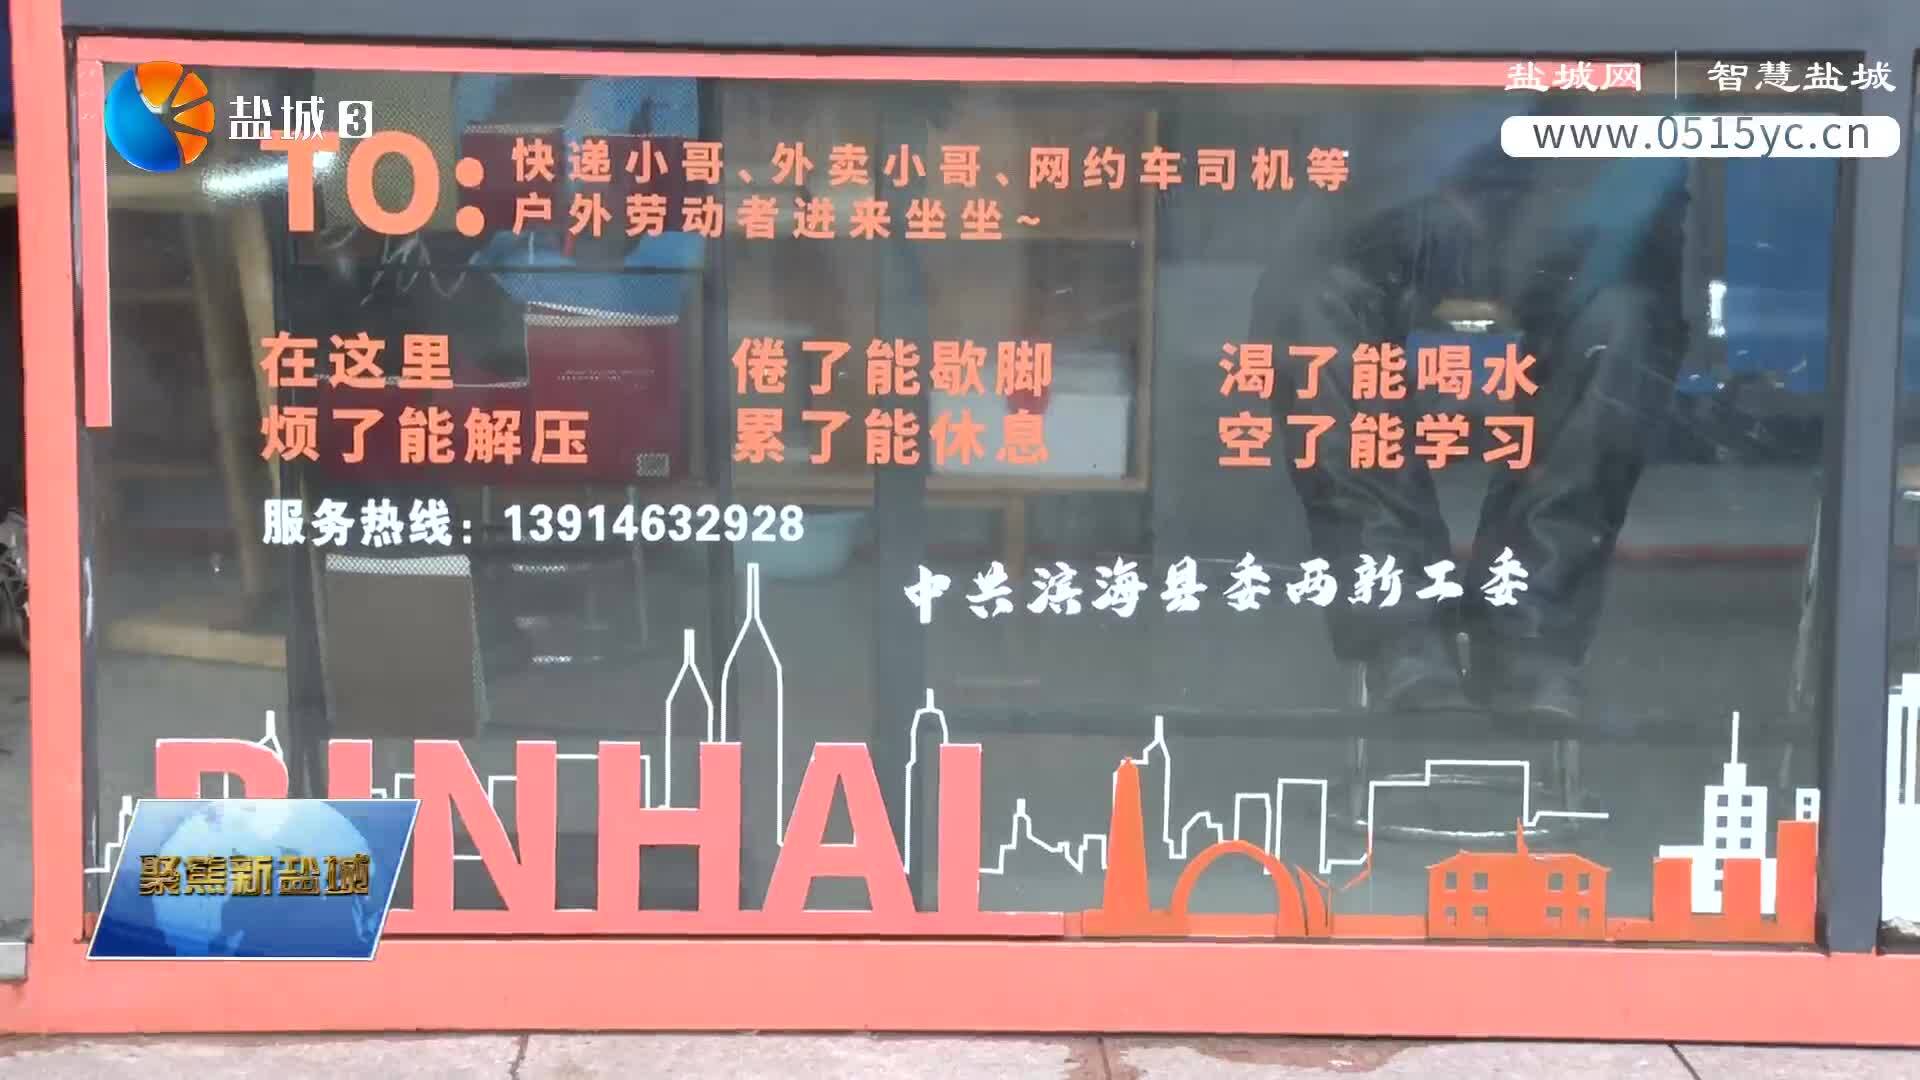 盐城3
盐城网 | 智慧盐城
www.0515yc.cn
TO:
快递小哥、外卖小哥、网约车司机等
户外劳动者进来坐坐~
在这里 倦了能歇脚 渴了能喝水
烦了能解压 累了能休息 空了能学习
服务热线：13914632928
中共滨海县委两新工委
BINHAI
聚焦新盐城